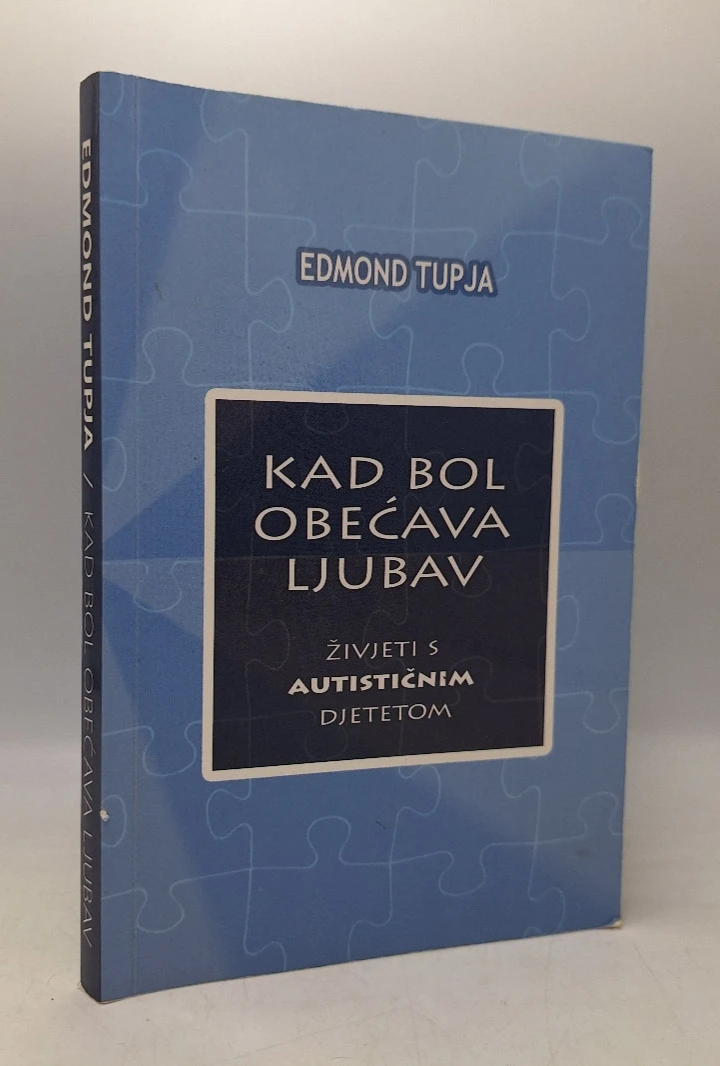 EDMOND TUPJA / KAD BOL OBEĆAVA LJUBAV
EDMOND TUPJA
KAD BOL
OBEĆAVA
LJUBAV
ŽIVJETI S
AUTISTIČNIM
DJETETOM